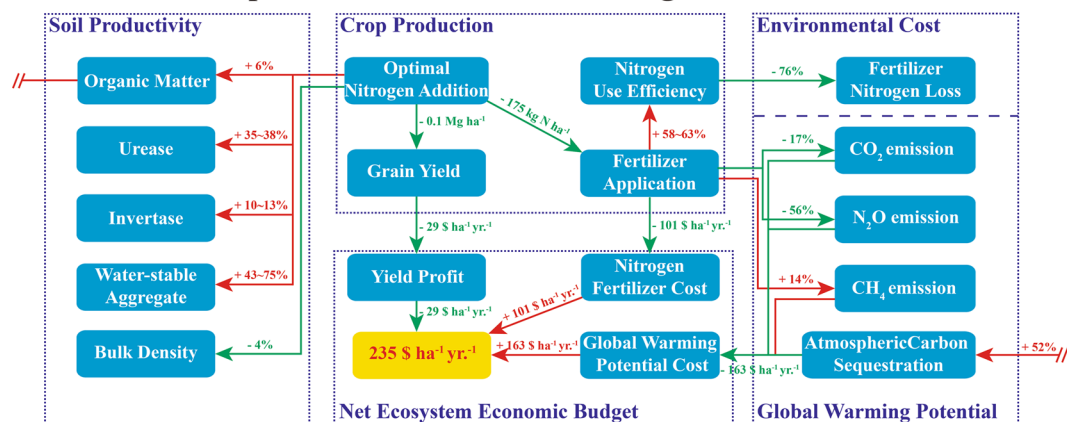 Soil Productivity
Crop Production
Environmental Cost
Organic Matter
+ 6%
Urease
+ 35~38%
Invertase
+ 10~13%
Water-stable
Aggregate
+ 43~75%
Bulk Density
- 4%
Optimal
Nitrogen Addition
- 0.1 Mg ha⁻¹
- 175 kg N ha⁻¹
Grain Yield
Nitrogen
Use Efficiency
+ 58~63%
Fertilizer
Application
- 76%
Fertilizer
Nitrogen Loss
- 17%
CO₂ emission
- 56%
N₂O emission
+ 14%
CH₄ emission
- 29 $ ha⁻¹ yr.⁻¹
- 101 $ ha⁻¹ yr.⁻¹
Yield Profit
Nitrogen
Fertilizer Cost
- 29 $ ha⁻¹ yr.⁻¹
+ 101 $ ha⁻¹ yr.⁻¹
235 $ ha⁻¹ yr.⁻¹
+ 163 $ ha⁻¹ yr.⁻¹
Global Warming
Potential Cost
- 163 $ ha⁻¹ yr.⁻¹
AtmosphericCarbon
Sequestration
+ 52%
Net Ecosystem Economic Budget
Global Warming Potential